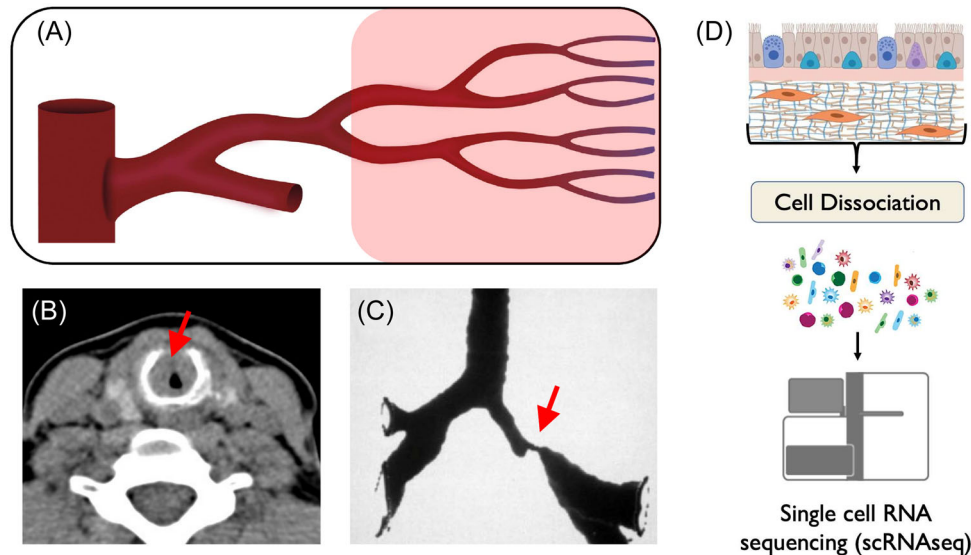 (A)
(B)
(C)
(D)
Cell Dissociation
Single cell RNA
sequencing (scRNAseq)